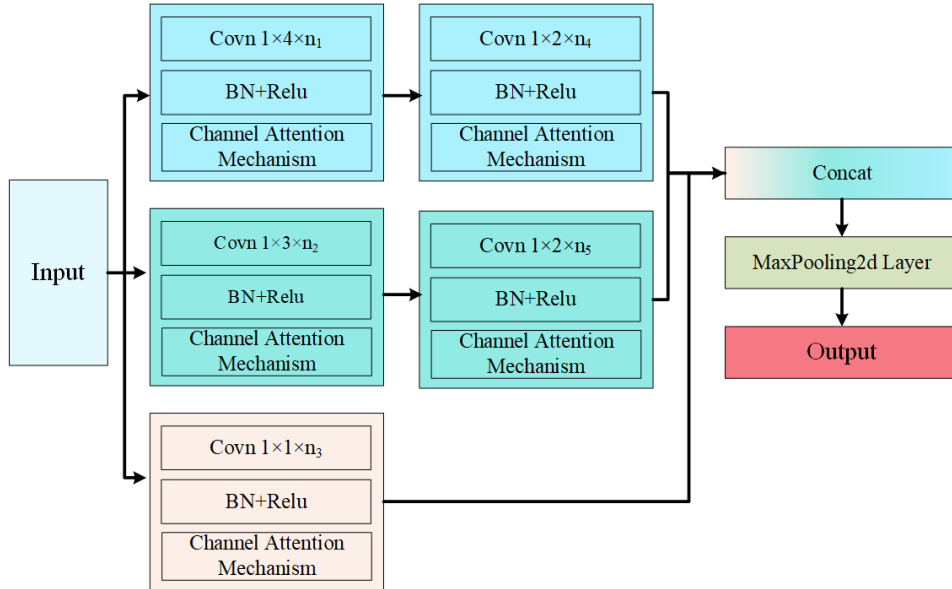 Input
Covn 1×4×n₁
BN+Relu
Channel Attention
Mechanism
Covn 1×2×n₄
BN+Relu
Channel Attention
Mechanism
Covn 1×3×n₂
BN+Relu
Channel Attention
Mechanism
Covn 1×2×n₅
BN+Relu
Channel Attention
Mechanism
Covn 1×1×n₃
BN+Relu
Channel Attention
Mechanism
Concat
MaxPooling2d Layer
Output